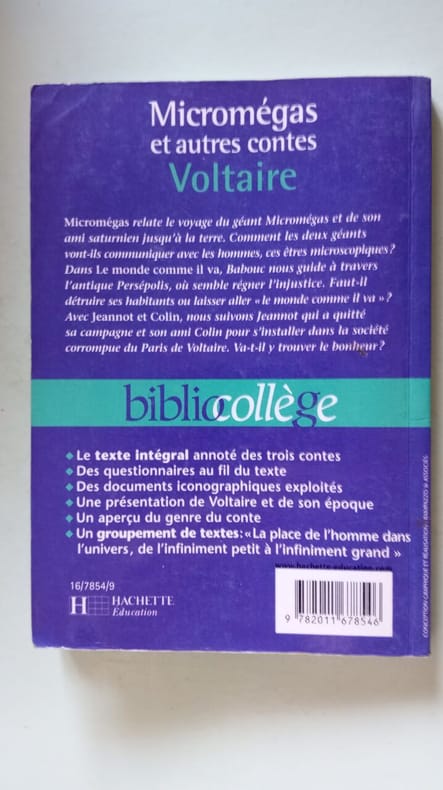 Micromégas
et autres contes
Voltaire
Micromégas relate le voyage du géant Micromégas et de son
ami saturnien jusqu'à la terre. Comment les deux géants
vont-ils communiquer avec les hommes, ces êtres microscopiques ?
Dans Le monde comme il va, Babouc nous guide à travers
l'antique Persépolis, où semble régner l'injustice. Faut-il
détruire ses habitants ou laisser aller « le monde comme il va » ?
Avec Jeannot et Colin, nous suivons Jeannot qui a quitté
sa campagne et son ami Colin pour s'installer dans la société
corrompue du Paris de Voltaire. Va-t-il y trouver le bonheur ?
bibliocollège
Le texte intégral annoté des trois contes
Des questionnaires au fil du texte
Des documents iconographiques exploités
Une présentation de Voltaire et de son époque
Un aperçu du genre du conte
Un groupement de textes : « La place de l'homme dans
l'univers, de l'infiniment petit à l'infiniment grand »
www.hachette-education.com
16/7854/9
H HACHETTE
Education
9 782011 678546
CONCEPTION GRAPHIQUE ET RÉALISATION : RAMPAZZO & ASSOCIÉS